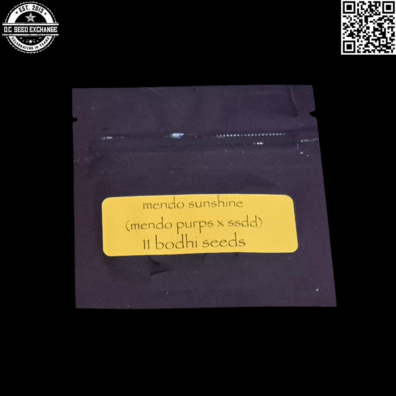 EST. 2015
D.C. SEED EXCHANGE
mendo sunshine
(mendo purps x ssdd)
11 bodhi seeds